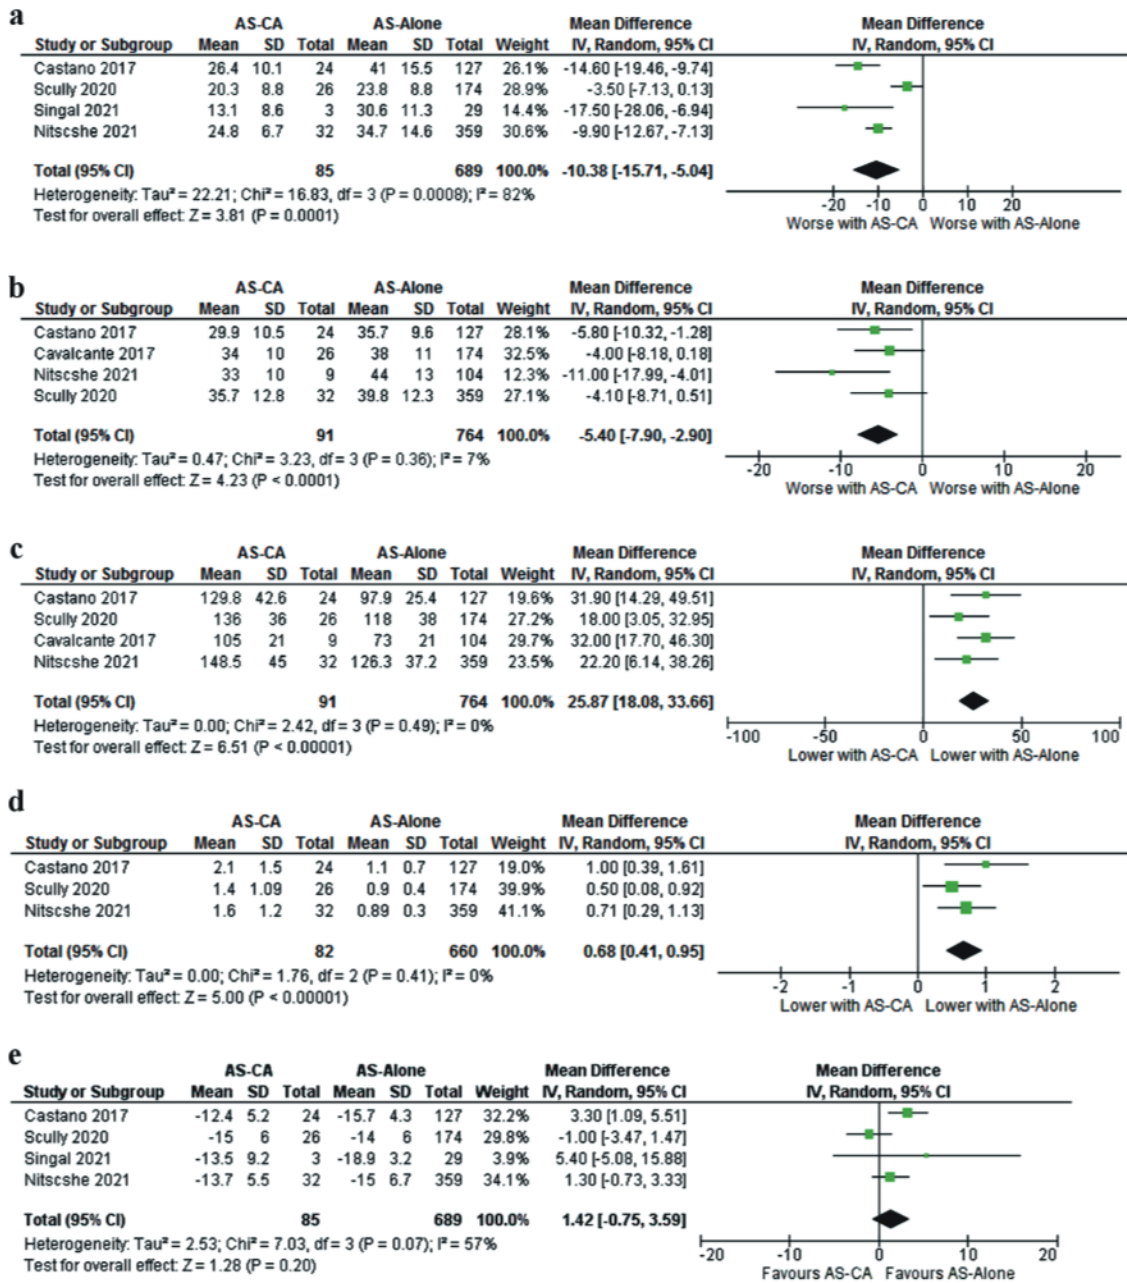 a
AS-CA AS-Alone Mean Difference Mean Difference
Study or Subgroup Mean SD Total Mean SD Total Weight IV, Random, 95% CI IV, Random, 95% CI
Castano 2017 26.4 10.1 24 41 15.5 127 26.1% -14.60 [-19.46, -9.74]
Scully 2020 20.3 8.8 26 23.8 8.8 174 28.9% -3.50 [-7.13, 0.13]
Singal 2021 13.1 8.6 3 30.6 11.3 29 14.4% -17.50 [-28.06, -6.94]
Nitscshe 2021 24.8 6.7 32 34.7 14.6 359 30.6% -9.90 [-12.67, -7.13]
Total (95% CI) 85 689 100.0% -10.38 [-15.71, -5.04]
Heterogeneity: Tau² = 22.21; Chi² = 16.83, df = 3 (P = 0.0008); I² = 82%
Test for overall effect: Z = 3.81 (P = 0.0001)
-20 -10 0 10 20
Worse with AS-CA Worse with AS-Alone
b
AS-CA AS-Alone Mean Difference Mean Difference
Study or Subgroup Mean SD Total Mean SD Total Weight IV, Random, 95% CI IV, Random, 95% CI
Castano 2017 29.9 10.5 24 35.7 9.6 127 28.1% -5.80 [-10.32, -1.28]
Cavalcante 2017 34 10 26 38 11 174 32.5% -4.00 [-8.18, 0.18]
Nitscshe 2021 33 10 9 44 13 104 12.3% -11.00 [-17.99, -4.01]
Scully 2020 35.7 12.8 32 39.8 12.3 359 27.1% -4.10 [-8.71, 0.51]
Total (95% CI) 91 764 100.0% -5.40 [-7.90, -2.90]
Heterogeneity: Tau² = 0.47; Chi² = 3.23, df = 3 (P = 0.36); I² = 7%
Test for overall effect: Z = 4.23 (P < 0.0001)
-20 -10 0 10 20
Worse with AS-CA Worse with AS-Alone
c
AS-CA AS-Alone Mean Difference Mean Difference
Study or Subgroup Mean SD Total Mean SD Total Weight IV, Random, 95% CI IV, Random, 95% CI
Castano 2017 129.8 42.6 24 97.9 25.4 127 19.6% 31.90 [14.29, 49.51]
Scully 2020 136 36 26 118 38 174 27.2% 18.00 [3.05, 32.95]
Cavalcante 2017 105 21 9 73 21 104 29.7% 32.00 [17.70, 46.30]
Nitscshe 2021 148.5 45 32 126.3 37.2 359 23.5% 22.20 [6.14, 38.26]
Total (95% CI) 91 764 100.0% 25.87 [18.08, 33.66]
Heterogeneity: Tau² = 0.00; Chi² = 2.42, df = 3 (P = 0.49); I² = 0%
Test for overall effect: Z = 6.51 (P < 0.00001)
-100 -50 0 50 100
Lower with AS-CA Lower with AS-Alone
d
AS-CA AS-Alone Mean Difference Mean Difference
Study or Subgroup Mean SD Total Mean SD Total Weight IV, Random, 95% CI IV, Random, 95% CI
Castano 2017 2.1 1.5 24 1.1 0.7 127 19.0% 1.00 [0.39, 1.61]
Scully 2020 1.4 1.09 26 0.9 0.4 174 39.9% 0.50 [0.08, 0.92]
Nitscshe 2021 1.6 1.2 32 0.89 0.3 359 41.1% 0.71 [0.29, 1.13]
Total (95% CI) 82 660 100.0% 0.68 [0.41, 0.95]
Heterogeneity: Tau² = 0.00; Chi² = 1.76, df = 2 (P = 0.41); I² = 0%
Test for overall effect: Z = 5.00 (P < 0.00001)
-2 -1 0 1 2
Lower with AS-CA Lower with AS-Alone
e
AS-CA AS-Alone Mean Difference Mean Difference
Study or Subgroup Mean SD Total Mean SD Total Weight IV, Random, 95% CI IV, Random, 95% CI
Castano 2017 -12.4 5.2 24 -15.7 4.3 127 32.2% 3.30 [1.09, 5.51]
Scully 2020 -15 6 26 -14 6 174 29.8% -1.00 [-3.47, 1.47]
Singal 2021 -13.5 9.2 3 -18.9 3.2 29 3.9% 5.40 [-5.08, 15.88]
Nitscshe 2021 -13.7 5.5 32 -15 6.7 359 34.1% 1.30 [-0.73, 3.33]
Total (95% CI) 85 689 100.0% 1.42 [-0.75, 3.59]
Heterogeneity: Tau² = 2.53; Chi² = 7.03, df = 3 (P = 0.07); I² = 57%
Test for overall effect: Z = 1.28 (P = 0.20)
-20 -10 0 10 20
Favours AS-CA Favours AS-Alone